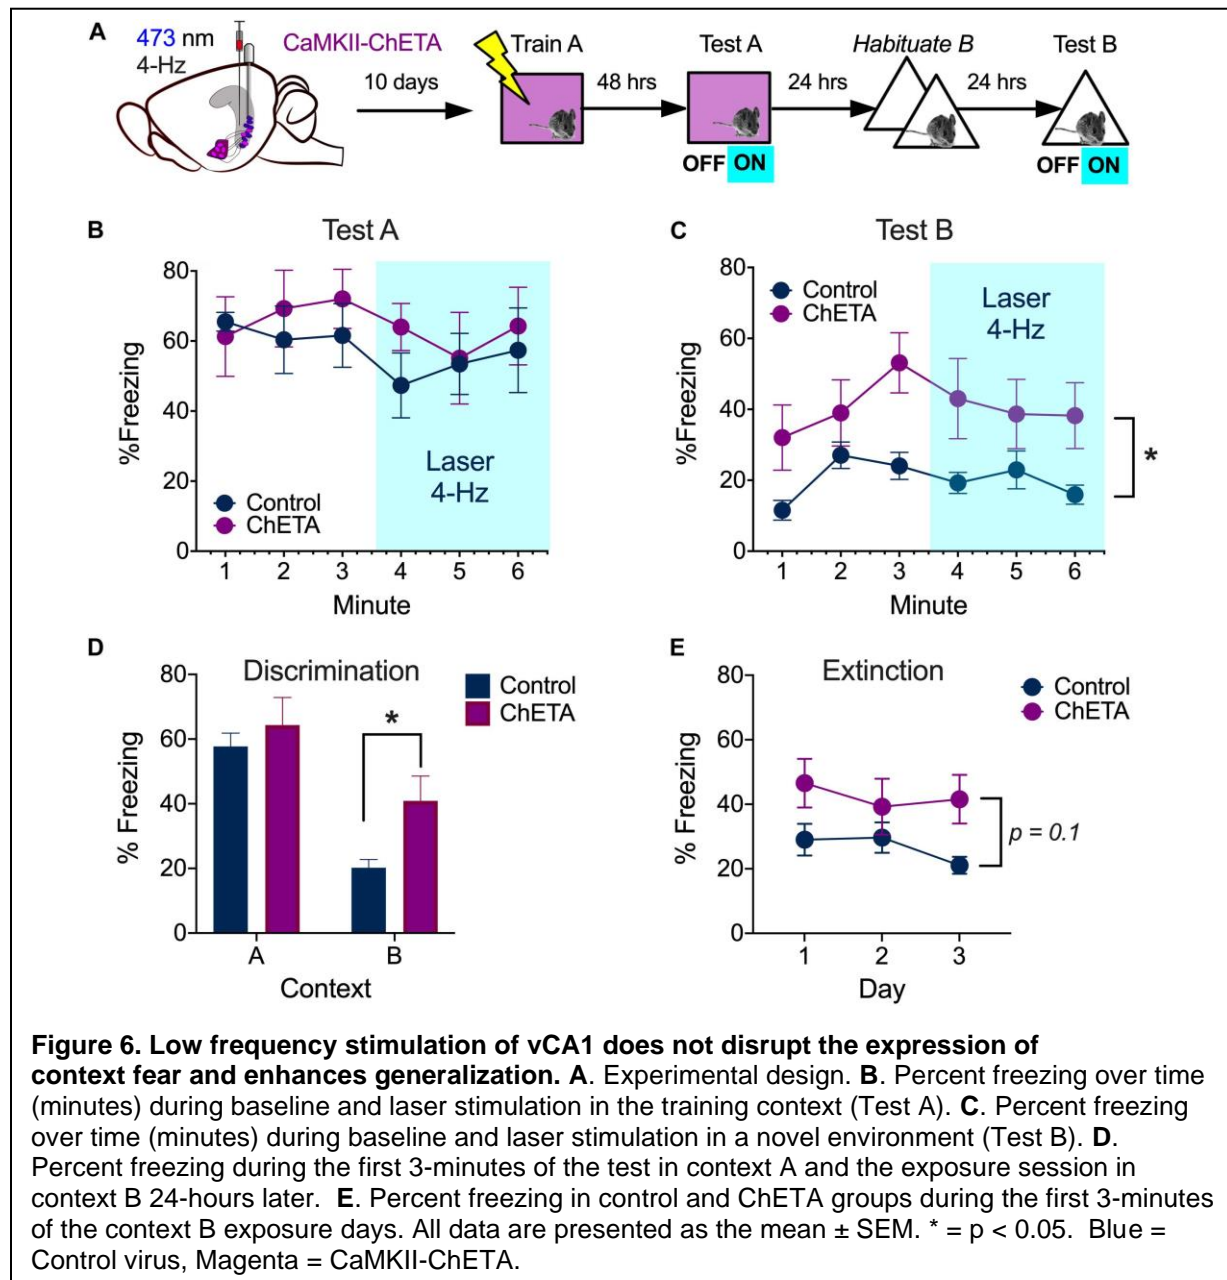 A
473 nm
4-Hz
CaMKII-ChETA
10 days
Train A
48 hrs
Test A
OFF ON
24 hrs
Habituate B
24 hrs
Test B
OFF ON
B
Test A
%Freezing
80
60
40
20
0
Laser
4-Hz
Control
ChETA
1 2 3 4 5 6
Minute
C
Test B
%Freezing
80
60
40
20
0
Control
ChETA
Laser
4-Hz
*
1 2 3 4 5 6
Minute
D
Discrimination
% Freezing
80
60
40
20
0
*
Control
ChETA
A B
Context
E
Extinction
% Freezing
80
60
40
20
0
Control
ChETA
p = 0.1
1 2 3
Day
Figure 6. Low frequency stimulation of vCA1 does not disrupt the expression of
context fear and enhances generalization. A. Experimental design. B. Percent freezing over time
(minutes) during baseline and laser stimulation in the training context (Test A). C. Percent freezing
over time (minutes) during baseline and laser stimulation in a novel environment (Test B). D.
Percent freezing during the first 3-minutes of the test in context A and the exposure session in
context B 24-hours later. E. Percent freezing in control and ChETA groups during the first 3-minutes
of the context B exposure days. All data are presented as the mean ± SEM. * = p < 0.05. Blue =
Control virus, Magenta = CaMKII-ChETA.